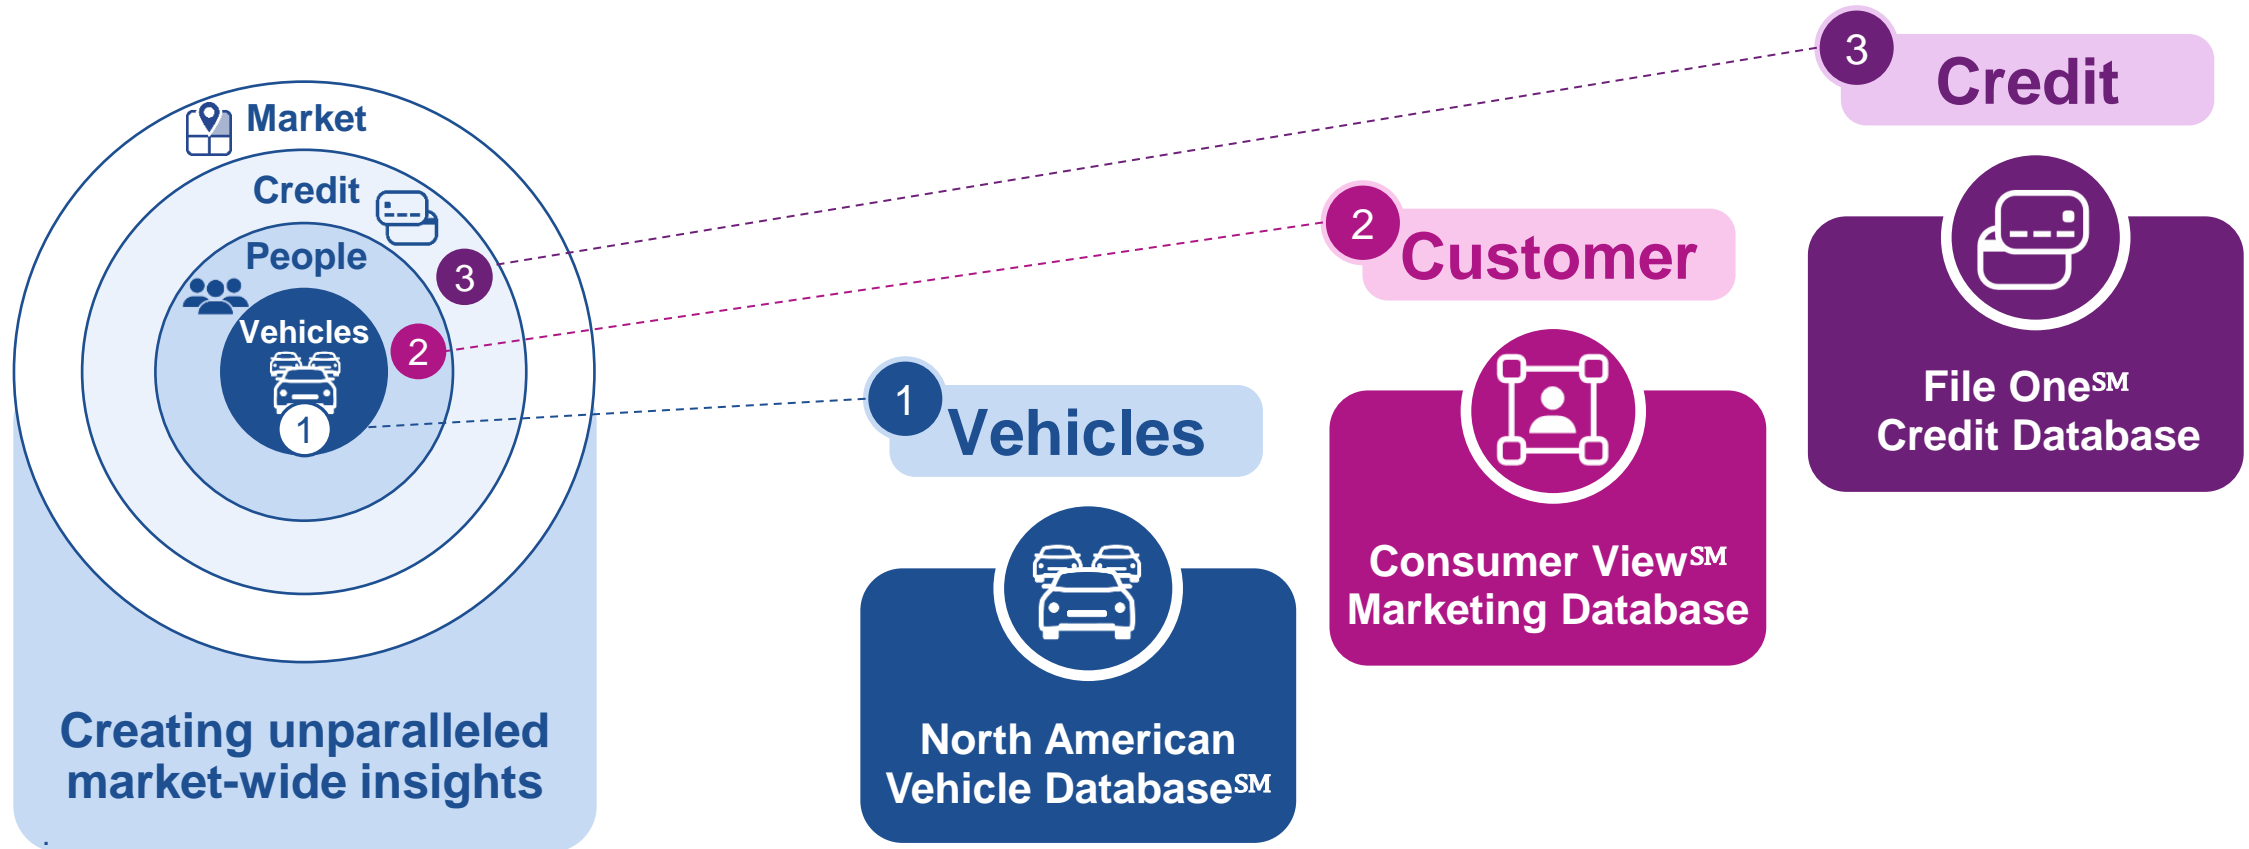 Market
Credit
People
3
Vehicles
2
1
Creating unparalleled
market-wide insights
.
1
Vehicles
North American
Vehicle Database℠
2
Customer
Consumer View℠
Marketing Database
3
Credit
File One℠
Credit Database